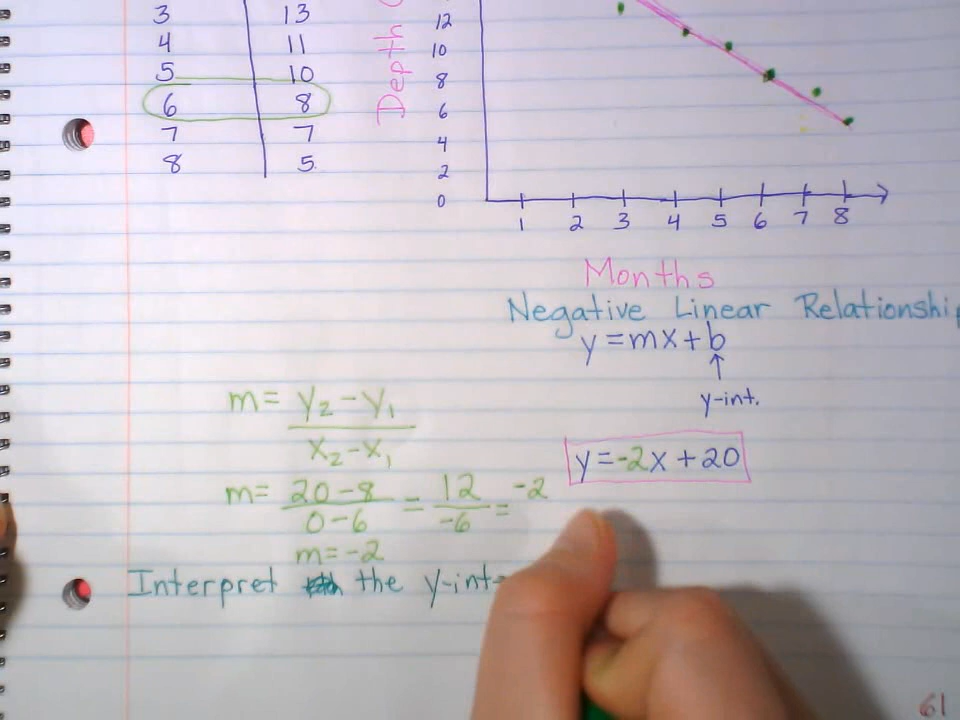 3 13
4 11
5 10
6 8
7 7
8 5
Depth
12
10
8
6
4
2
0
1 2 3 4 5 6 7 8
Months
Negative Linear Relationship
y = mx + b
y-int.
m = y₂ - y₁
x₂ - x₁
y = -2x + 20
m = 20 - 8 = 12 = -2
0 - 6 -6
m = -2
Interpret the y-int
61